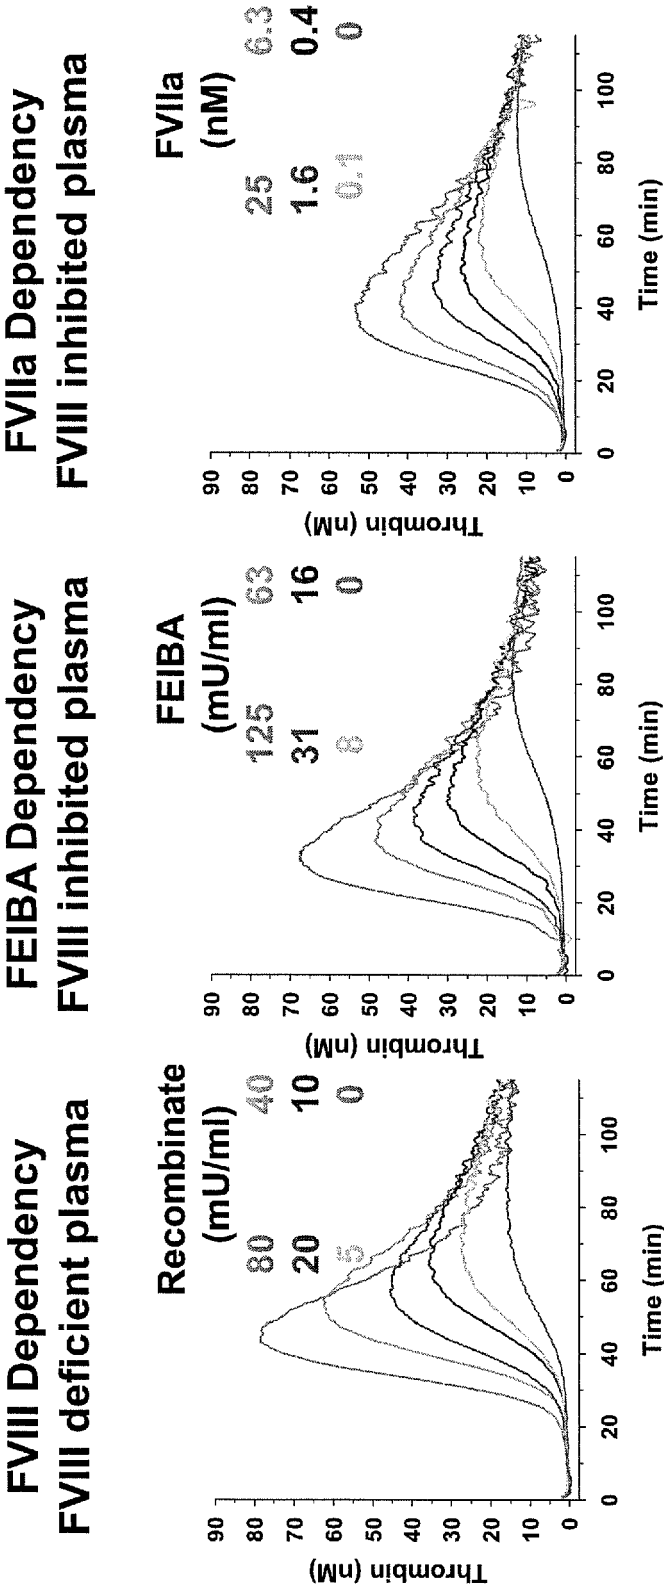 FVIII Dependency
FVIII deficient plasma
Recombinate
(mU/ml)
80 40
20 10
5 0
Thrombin (nM)
90
80
70
60
50
40
30
20
10
0
0 20 40 60 80 100
Time (min)
FEIBA Dependency
FVIII inhibited plasma
FEIBA
(mU/ml)
125 63
31 16
8 0
Thrombin (nM)
90
80
70
60
50
40
30
20
10
0
0 20 40 60 80 100
Time (min)
FVIIa Dependency
FVIII inhibited plasma
FVIIa
(nM)
25 6.3
1.6 0.4
0.1 0
Thrombin (nM)
90
80
70
60
50
40
30
20
10
0
0 20 40 60 80 100
Time (min)